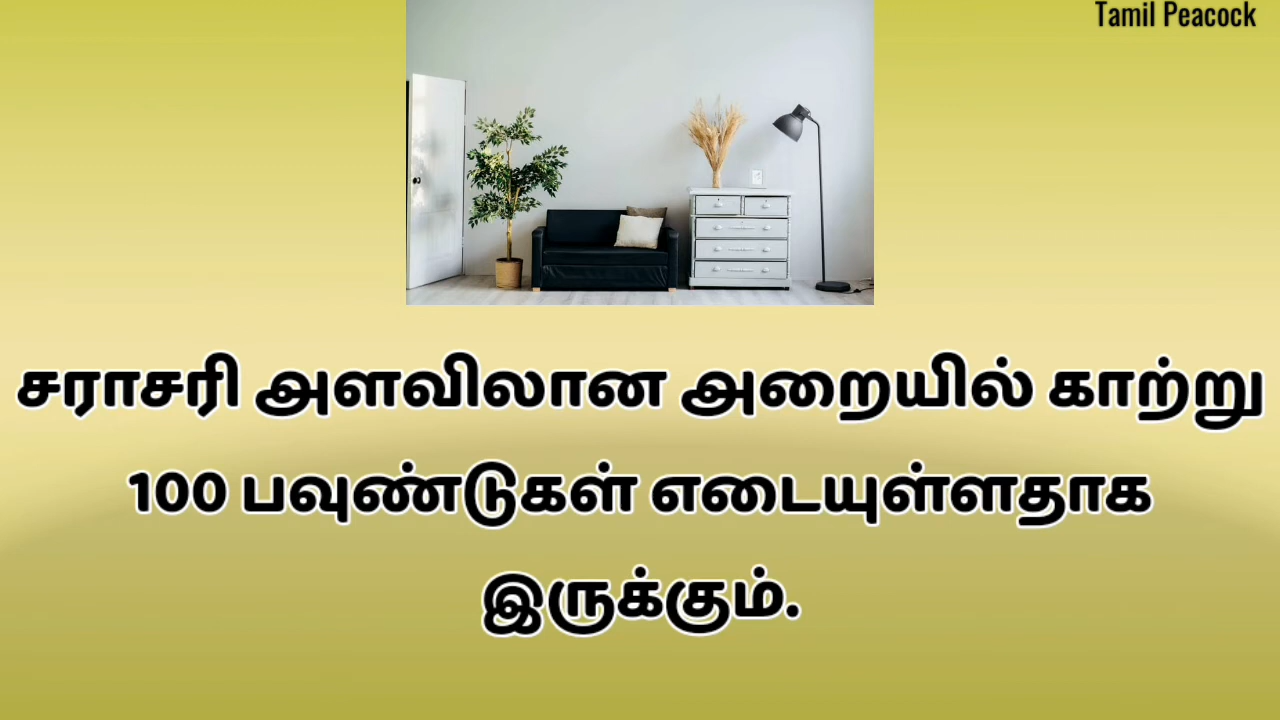 Tamil Peacock
சராசரி அளவிலான அறையில் காற்று
100 பவுண்டுகள் எடையுள்ளதாக
இருக்கும்.